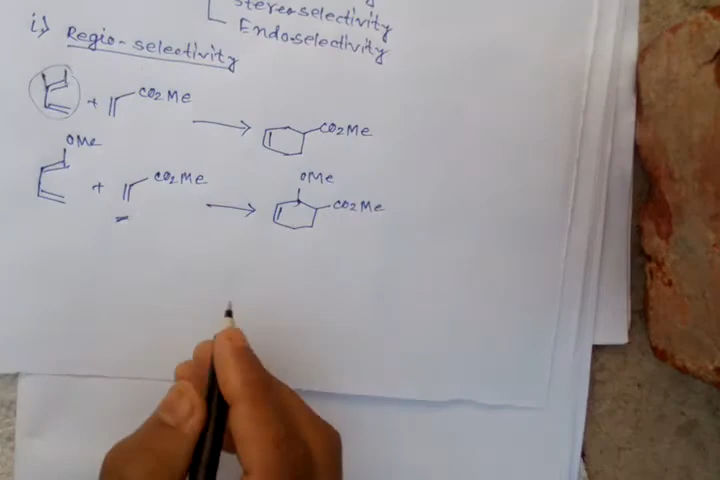 Stereoselectivity
Endoselectivity
i) Regio-selectivity
+ CO2Me → CO2Me
OMe
+ CO2Me → OMe
CO2Me